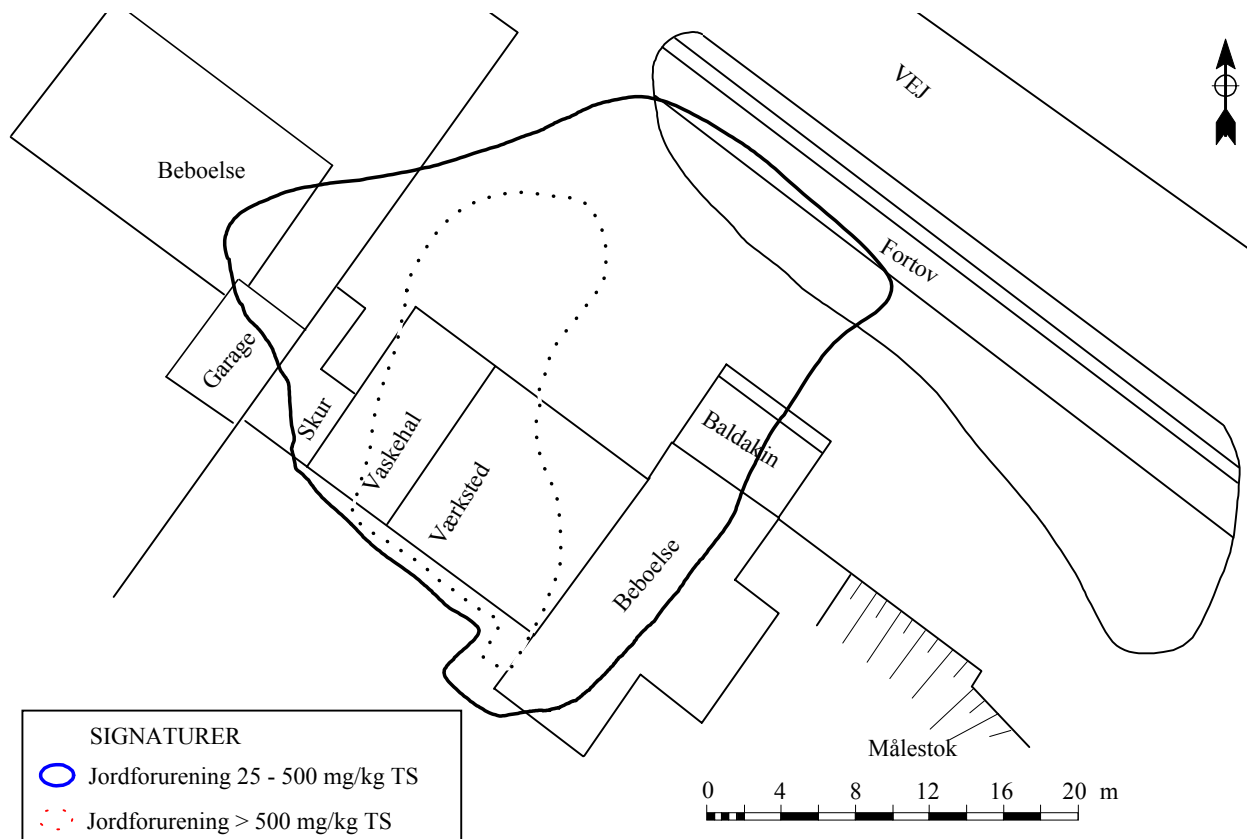 VEJ
Beboelse
Fortov
Garage
Skur
Vaskehal
Værksted
Baldakin
Beboelse
SIGNATURER
Jordforurening 25 - 500 mg/kg TS
Jordforurening > 500 mg/kg TS
Målestok
0 4 8 12 16 20 m